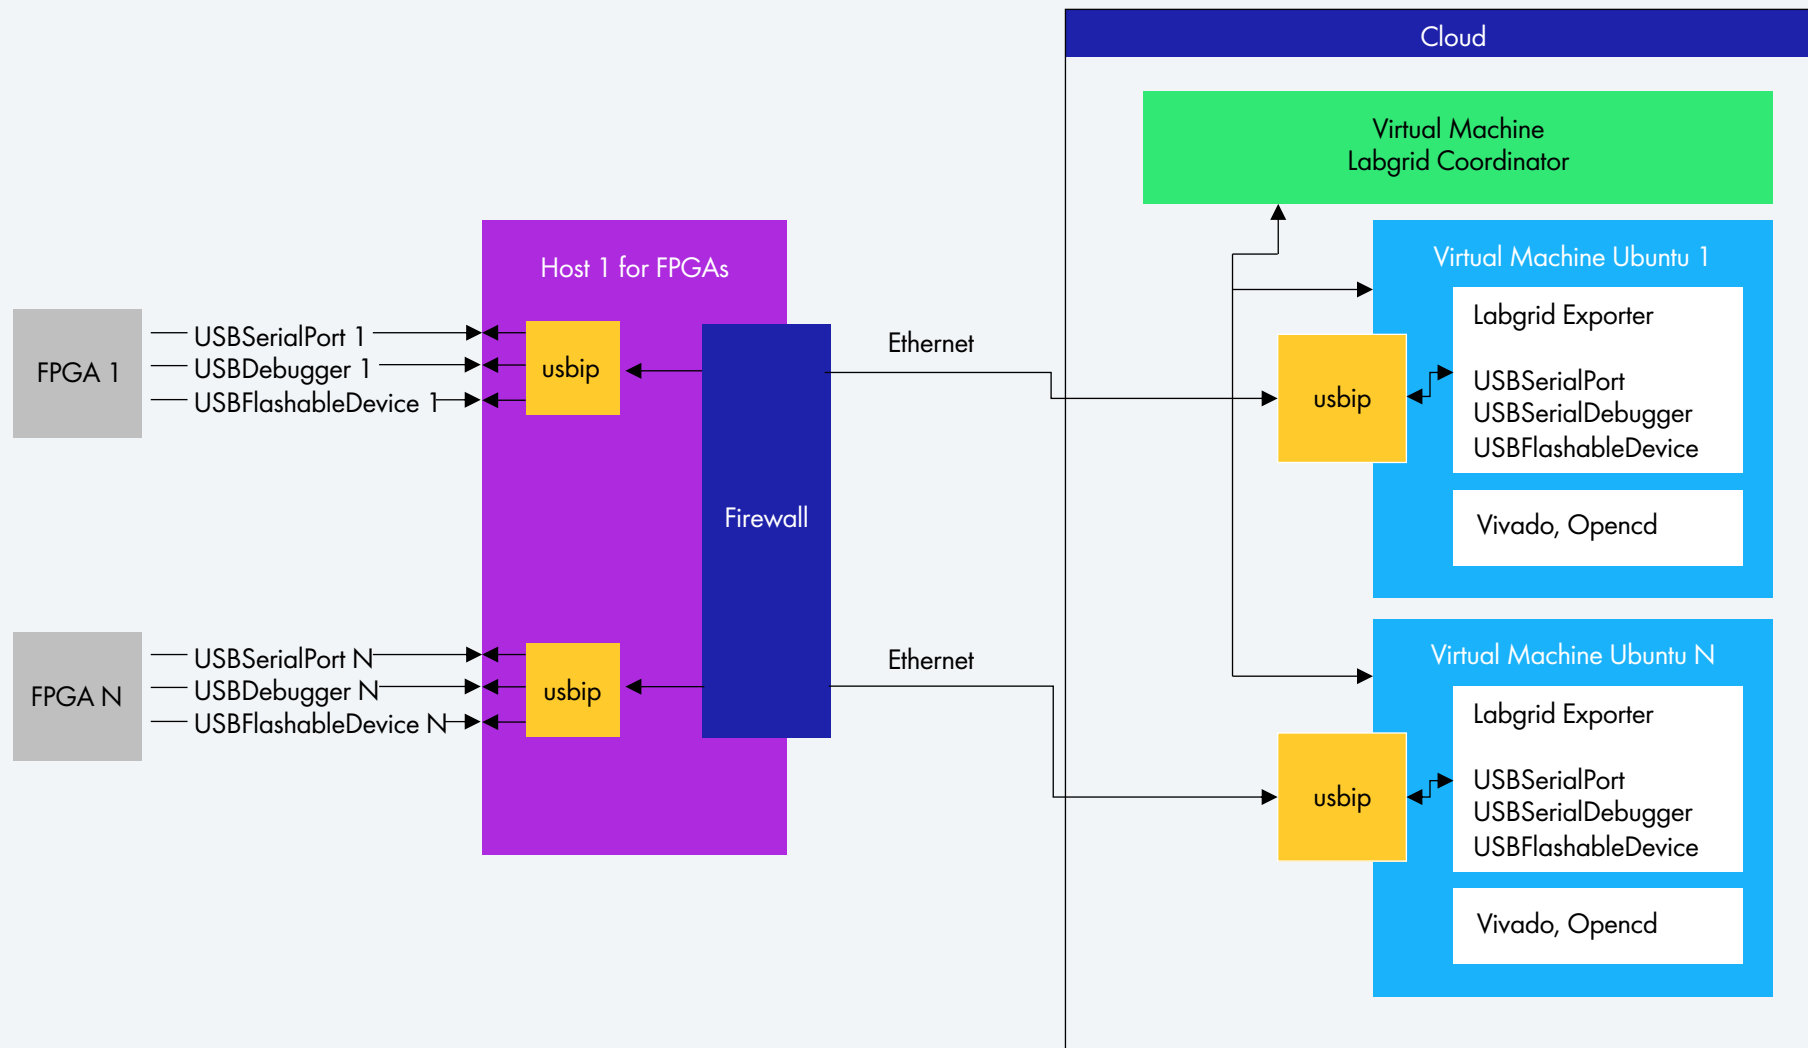 Cloud
Virtual Machine
Labgrid Coordinator
Host 1 for FPGAs
FPGA 1
USBSerialPort 1
USBDebugger 1
USBFlashableDevice 1
usbip
Firewall
Ethernet
usbip
Virtual Machine Ubuntu 1
Labgrid Exporter
USBSerialPort
USBSerialDebugger
USBFlashableDevice
Vivado, Opencd
FPGA N
USBSerialPort N
USBDebugger N
USBFlashableDevice N
usbip
Ethernet
usbip
Virtual Machine Ubuntu N
Labgrid Exporter
USBSerialPort
USBSerialDebugger
USBFlashableDevice
Vivado, Opencd